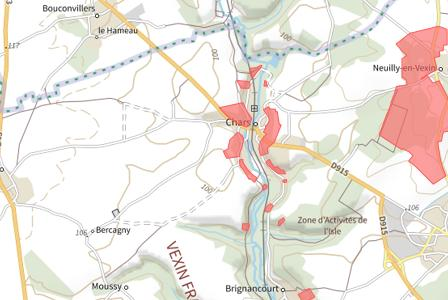 Bouconvillers
le Hameau
117
100
100
Neuilly-en-Vexin
Chars
D915
100
106
D915
Zone d'Activités de
l'Isle
106
Bercagny
VEXIN FR
Moussy
Brignancourt